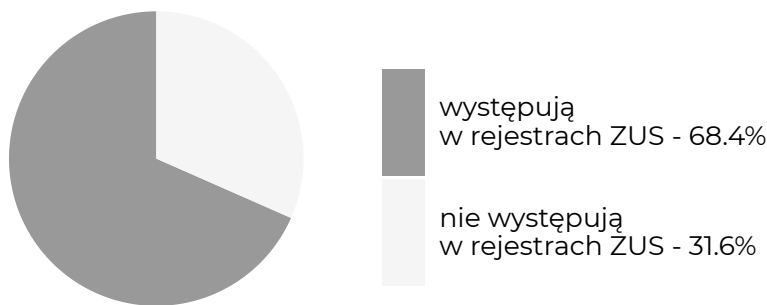 występują
w rejestrach ZUS - 68.4%
nie występują
w rejestrach ZUS - 31.6%